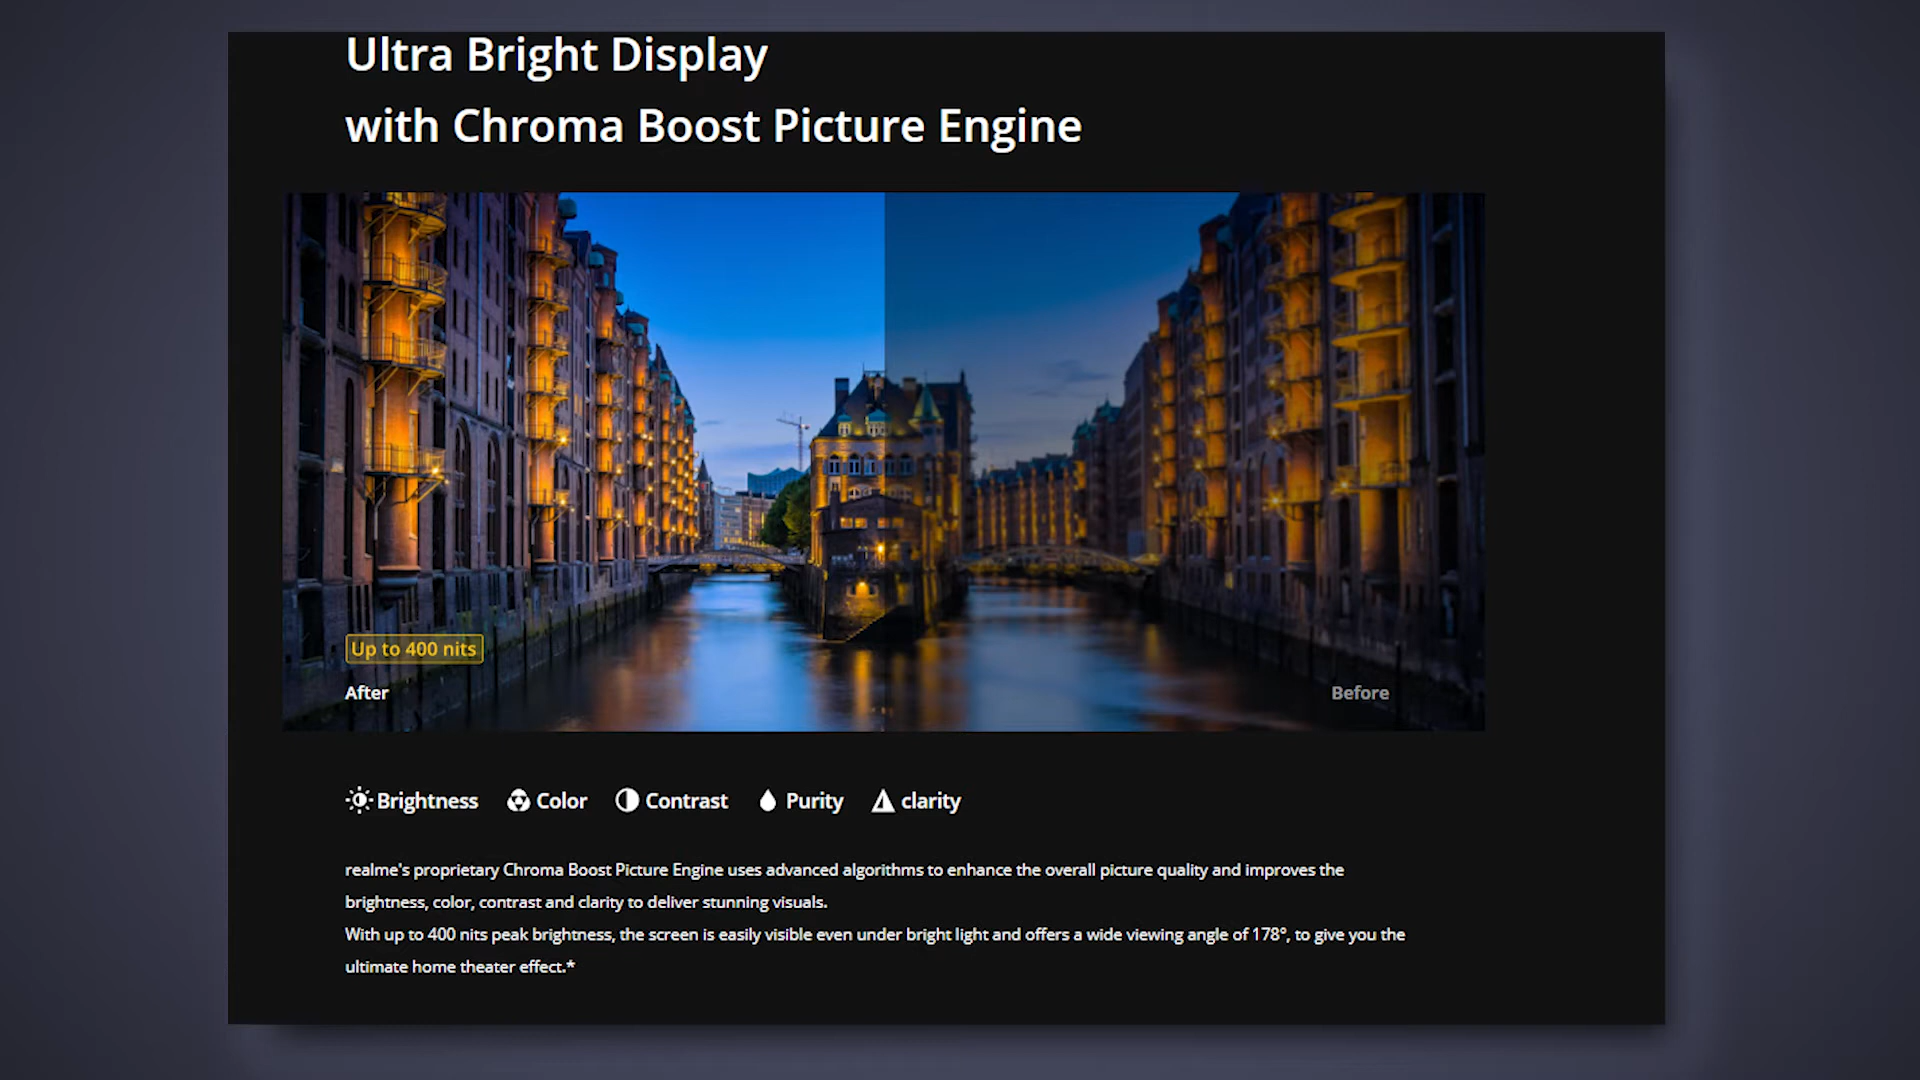 Ultra Bright Display
with Chroma Boost Picture Engine
Up to 400 nits
After
Before
Brightness Color Contrast Purity clarity
realme's proprietary Chroma Boost Picture Engine uses advanced algorithms to enhance the overall picture quality and improves the
brightness, color, contrast and clarity to deliver stunning visuals.
With up to 400 nits peak brightness, the screen is easily visible even under bright light and offers a wide viewing angle of 178°, to give you the
ultimate home theater effect.*